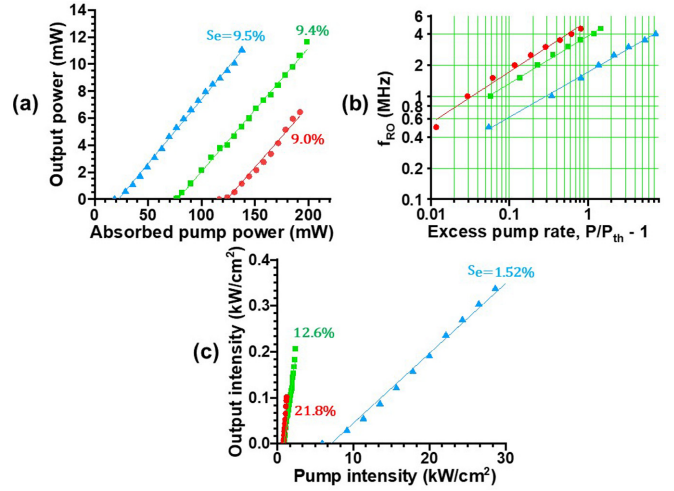 14
12
10
8
6
4
2
0
Output power (mW)
(a)
Se=9.5%
9.4%
9.0%
0 50 100 150 200
Absorbed pump power (mW)
6
4
2
1
0.8
0.6
0.4
0.2
0.1
f_RO (MHz)
(b)
0.01 0.1 1
Excess pump rate, P/P_th - 1
0.4
0.3
0.2
0.1
0.0
Output intensity (kW/cm²)
(c)
Se=1.52%
12.6%
21.8%
0 10 20 30
Pump intensity (kW/cm²)